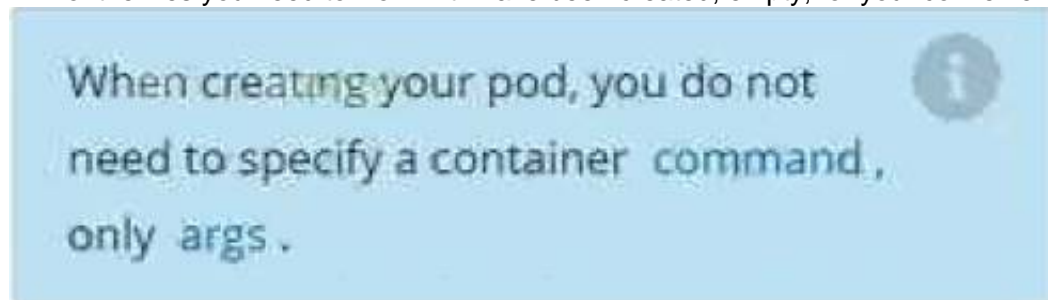 When creating your pod, you do not
need to specify a container command,
only args.